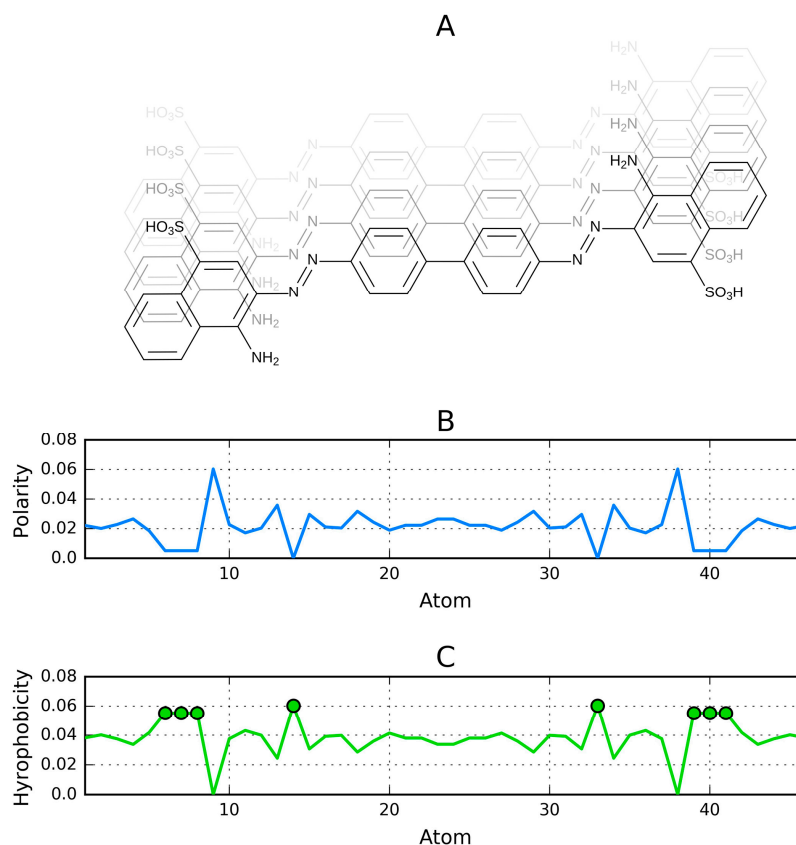 A
H₂N
H₂N
HO₃S
N
N
HO₃S
H₂N
N
N
HO₃S
H₂N
N
N
SO₃H
N
N
N
HO₃S
N
N
SO₃H
N
N
NH₂
N
N
SO₃H
NH₂
N
N
SO₃H
NH₂
NH₂
B
0.08
0.06
0.04
0.02
0.0
Polarity
10
20
30
40
Atom
C
0.08
0.06
0.04
0.02
0.0
Hyrophobicity
10
20
30
40
Atom